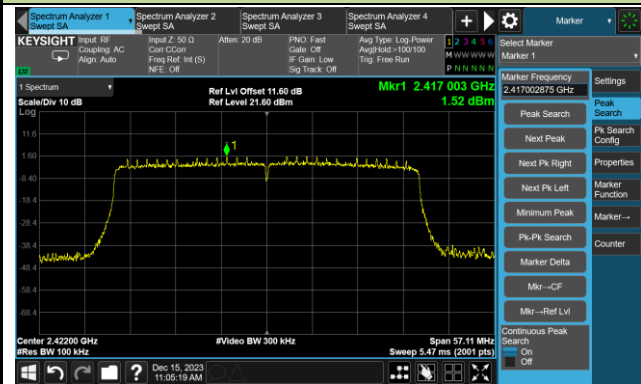 Spectrum Analyzer 1
Swept SA
Spectrum Analyzer 2
Swept SA
Spectrum Analyzer 3
Swept SA
Spectrum Analyzer 4
Swept SA
Marker
KEYSIGHT
Input: RF
Coupling: AC
Align: Auto
Input Z: 50 Ω
Corr CCorr
Freq Ref: Int (S)
NFE: Off
Atten: 20 dB
PNO: Fast
Gate: Off
IF Gain: Low
Sig Track: Off
Avg Type: Log-Power
Avg|Hold:>100/100
Trig: Free Run
1 2 3 4 5 6
M W W W W W
P N N N N N
LXI
Select Marker
Marker 1
1 Spectrum
Scale/Div 10 dB
Log
Ref Lvl Offset 11.60 dB
Ref Level 21.60 dBm
Mkr1 2.417 003 GHz
1.52 dBm
11.6
1.60
-8.40
-18.4
-28.4
-38.4
-48.4
-58.4
-68.4
1
Center 2.42200 GHz
#Res BW 100 kHz
#Video BW 300 kHz
Span 57.11 MHz
Sweep 5.47 ms (2001 pts)
Marker Frequency
2.417002875 GHz
Peak Search
Next Peak
Next Pk Right
Next Pk Left
Minimum Peak
Pk-Pk Search
Marker Delta
Mkr→CF
Mkr→Ref Lvl
Continuous Peak
Search
On
Off
Settings
Peak
Search
Pk Search
Config
Properties
Marker
Function
Marker→
Counter
?
Dec 15, 2023
11:05:19 AM